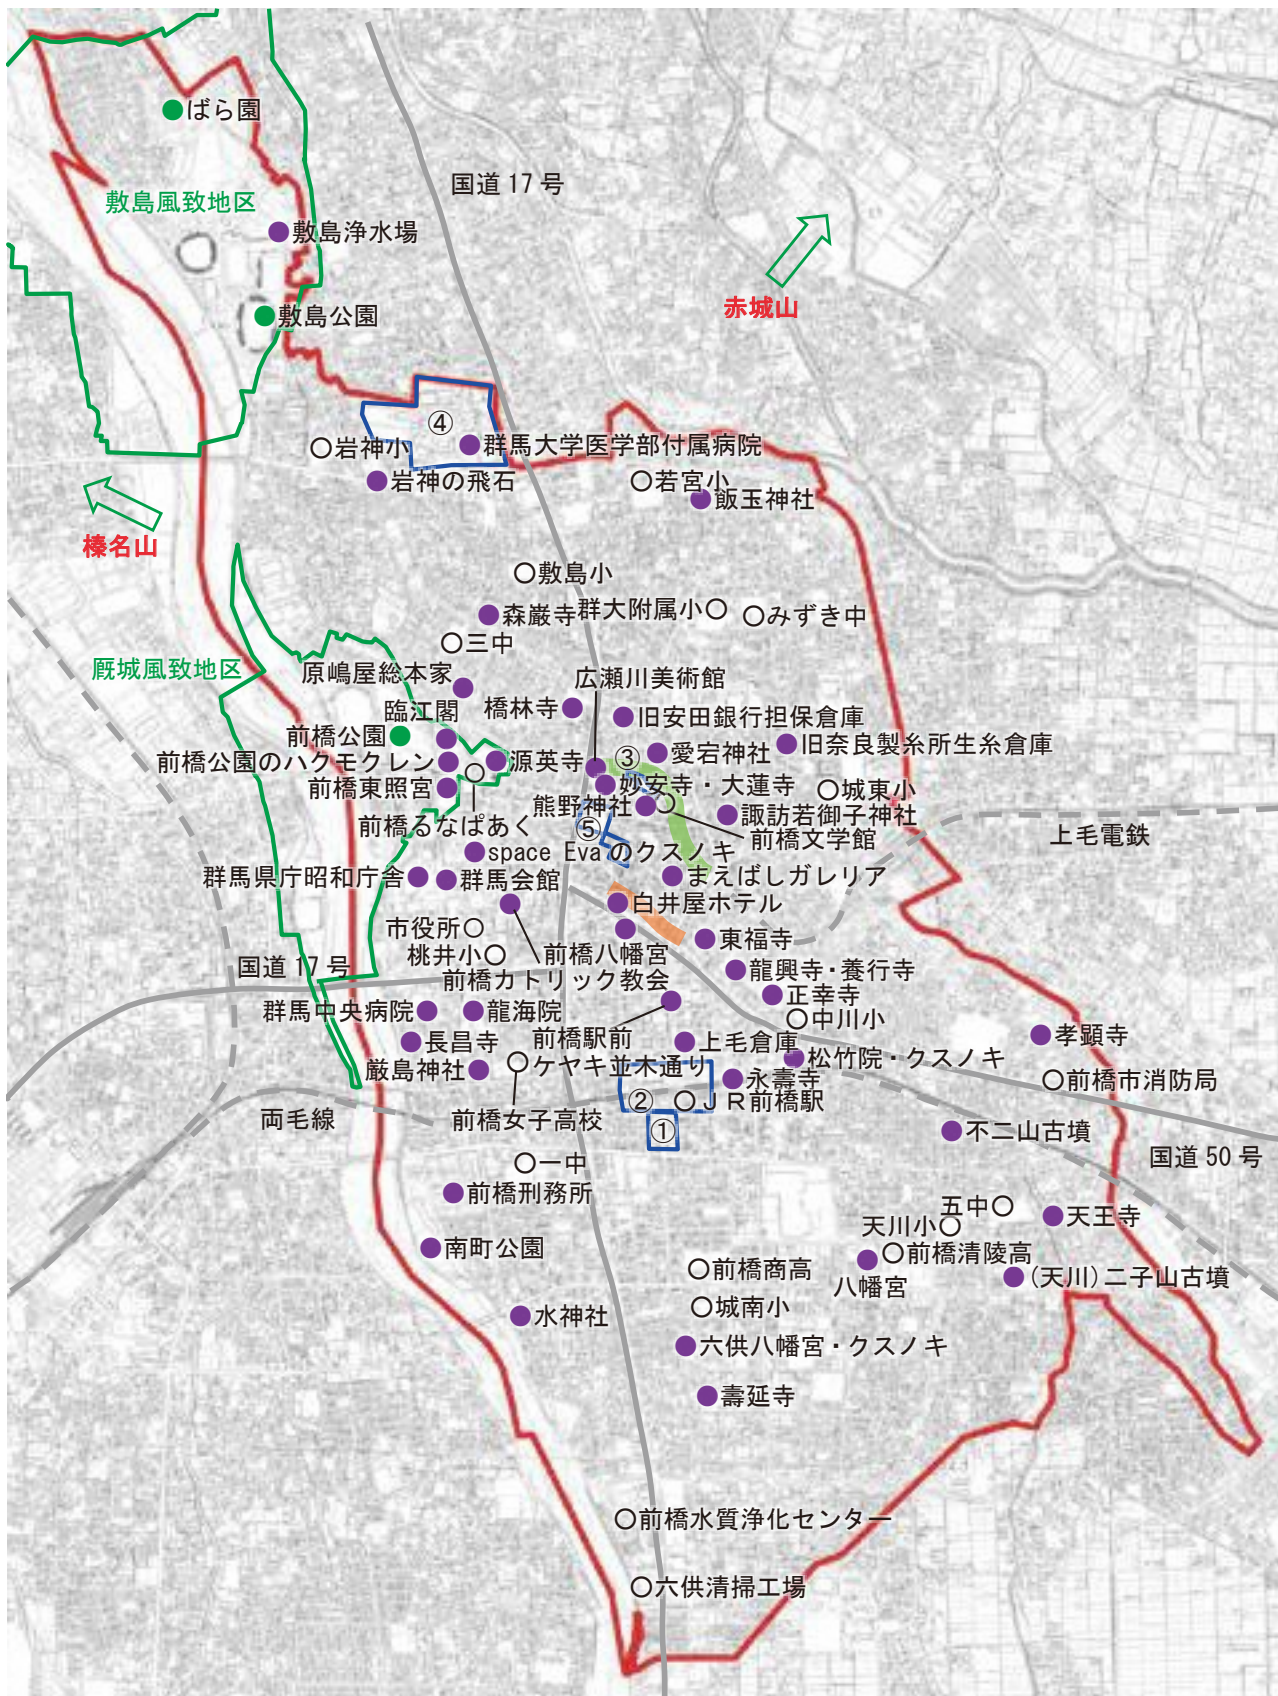 ばら園
国道 17 号
敷島風致地区
敷島浄水場
敷島公園
赤城山
④
群馬大学医学部付属病院
岩神小
岩神の飛石
若宮小
飯玉神社
榛名山
敷島小
森巌寺
群大附属小
みずき中
三中
厩城風致地区
原嶋屋総本家
広瀬川美術館
臨江閣
橋林寺
旧安田銀行担保倉庫
前橋公園
③
愛宕神社
旧奈良製糸所生糸倉庫
前橋公園のハクモクレン
源英寺
前橋東照宮
妙安寺・大蓮寺
城東小
熊野神社
諏訪若御子神社
前橋るなぱあく
⑤
前橋文学館
上毛電鉄
space Eva のクスノキ
群馬県庁昭和庁舎
群馬会館
まえばしガレリア
白井屋ホテル
市役所
前橋八幡宮
東福寺
桃井小
国道 17 号
前橋カトリック教会
龍興寺・養行寺
正幸寺
群馬中央病院
龍海院
中川小
長昌寺
前橋駅前
上毛倉庫
孝顕寺
厳島神社
ケヤキ並木通り
松竹院・クスノキ
永壽寺
前橋市消防局
②
ＪＲ前橋駅
両毛線
前橋女子高校
①
不二山古墳
国道 50 号
一中
前橋刑務所
五中
天王寺
天川小
南町公園
前橋清陵高
前橋商高
八幡宮
(天川)二子山古墳
城南小
水神社
六供八幡宮・クスノキ
壽延寺
前橋水質浄化センター
六供清掃工場